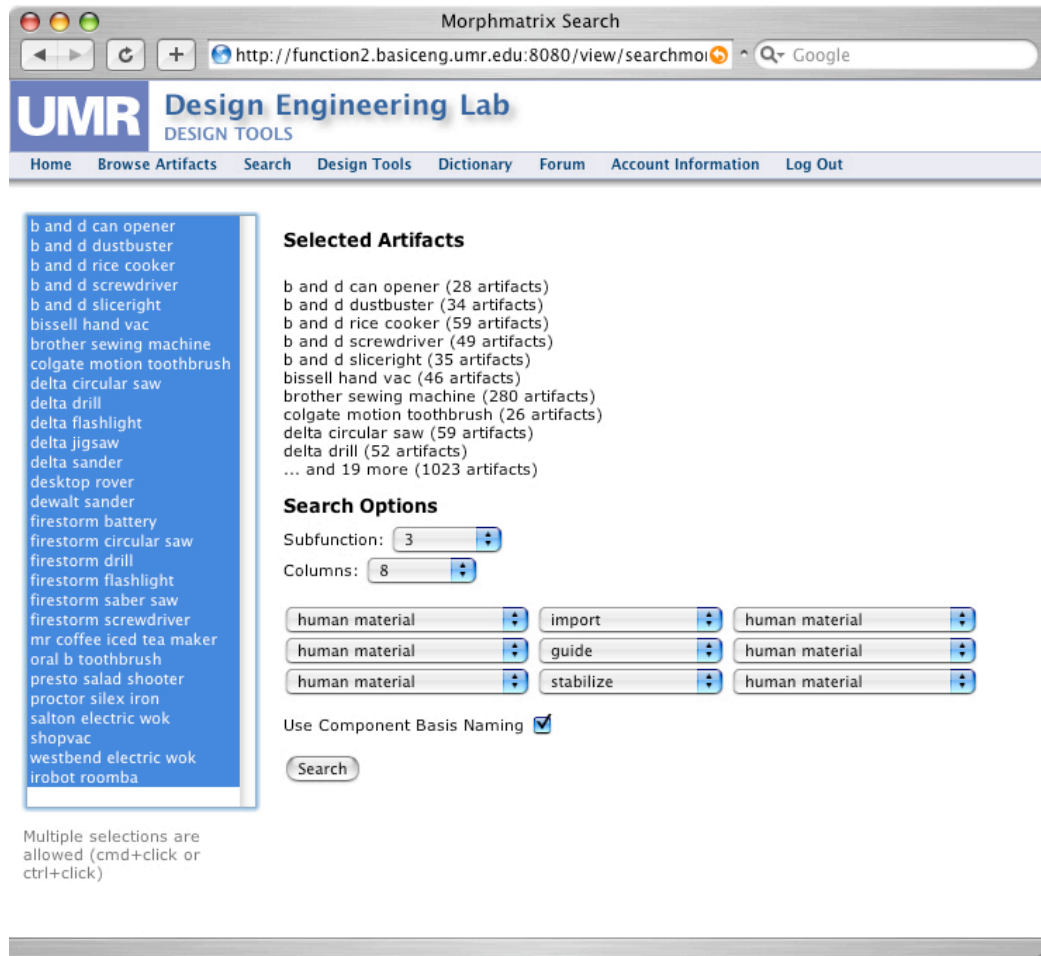 Morphmatrix Search
http://function2.basiceng.umr.edu:8080/view/searchmor
Google
UMR
Design Engineering Lab
DESIGN TOOLS
Home Browse Artifacts Search Design Tools Dictionary Forum Account Information Log Out
b and d can opener
b and d dustbuster
b and d rice cooker
b and d screwdriver
b and d sliceright
bissell hand vac
brother sewing machine
colgate motion toothbrush
delta circular saw
delta drill
delta flashlight
delta jigsaw
delta sander
desktop rover
dewalt sander
firestorm battery
firestorm circular saw
firestorm drill
firestorm flashlight
firestorm saber saw
firestorm screwdriver
mr coffee iced tea maker
oral b toothbrush
presto salad shooter
proctor silex iron
salton electric wok
shopvac
westbend electric wok
irobot roomba
Multiple selections are
allowed (cmd+click or
ctrl+click)
Selected Artifacts
b and d can opener (28 artifacts)
b and d dustbuster (34 artifacts)
b and d rice cooker (59 artifacts)
b and d screwdriver (49 artifacts)
b and d sliceright (35 artifacts)
bissell hand vac (46 artifacts)
brother sewing machine (280 artifacts)
colgate motion toothbrush (26 artifacts)
delta circular saw (59 artifacts)
delta drill (52 artifacts)
... and 19 more (1023 artifacts)
Search Options
Subfunction: 3
Columns: 8
human material import human material
human material guide human material
human material stabilize human material
Use Component Basis Naming
Search